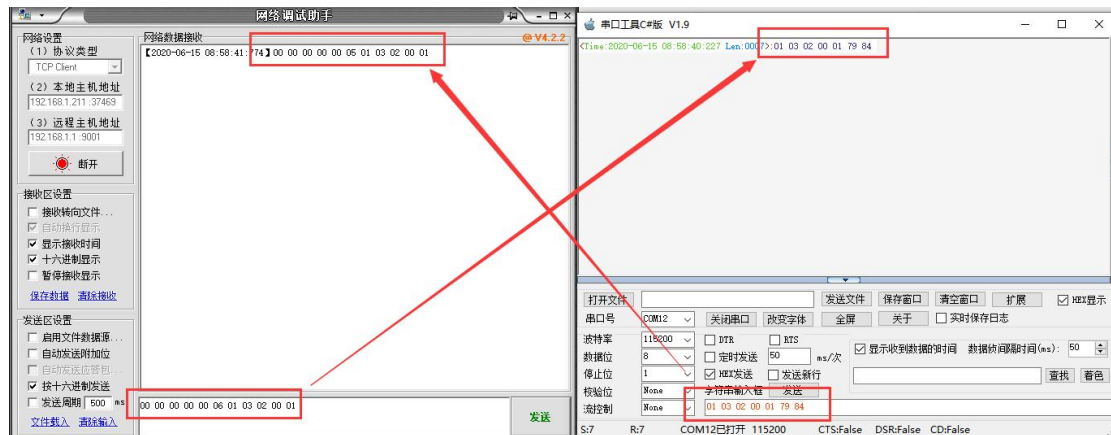 网络调试助手
网络设置
(1) 协议类型
TCP Client
(2) 本地主机地址
192.168.1.211 :37469
(3) 远程主机地址
192.168.1.1 :9001
断开
接收区设置
接收转向文件...
自动换行显示
显示接收时间
十六进制显示
暂停接收显示
保存数据 清除接收
发送区设置
启用文件数据源...
自动发送附加位
自动发送应答包...
按十六进制发送
发送周期 500 ms
文件载入 清除输入
网络数据接收
@ V4.2.2
【2020-06-15 08:58:41:774】00 00 00 00 00 05 01 03 02 00 01
00 00 00 00 00 06 01 03 02 00 01
发送
串口工具C#版 V1.9
<Time:2020-06-15 08:58:40:227 Len:0007>:01 03 02 00 01 79 84
打开文件 发送文件 保存窗口 清空窗口 扩展 HEX显示
串口号 COM12 关闭串口 改变字体 全屏 关于 实时保存日志
波特率 115200 DTR RTS
数据位 8 定时发送 50 ms/次 显示收到数据的时间 数据侦间隔时间(ms): 50
停止位 1 HEX发送 发送新行 查找 着色
校验位 None 字符串输入框 发送
流控制 None 01 03 02 00 01 79 84
S:7 R:7 COM12已打开 115200 CTS:False DSR:False CD:False